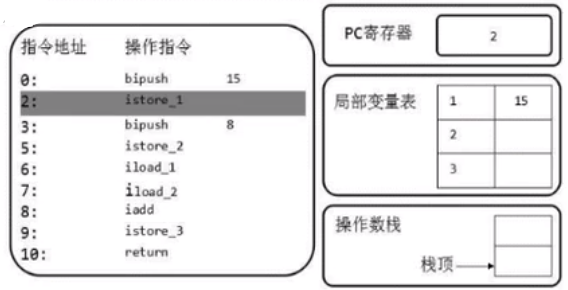 指令地址 操作指令
0: bipush 15
2: istore_1
3: bipush 8
5: istore_2
6: iload_1
7: iload_2
8: iadd
9: istore_3
10: return
PC寄存器 2
局部变量表 1 15
2
3
操作数栈
栈顶